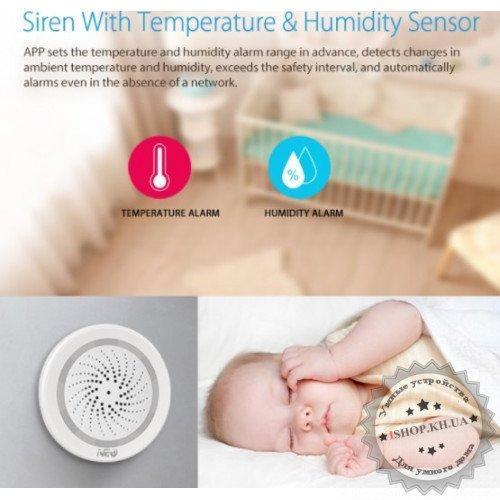 Siren With Temperature & Humidity Sensor
APP sets the temperature and humidity alarm range in advance, detects changes in
ambient temperature and humidity, exceeds the safety interval, and automatically
alarms even in the absence of a network.
%
TEMPERATURE ALARM
HUMIDITY ALARM
NEO
Умные устройства
iSHOP.KH.UA
Для умного дома